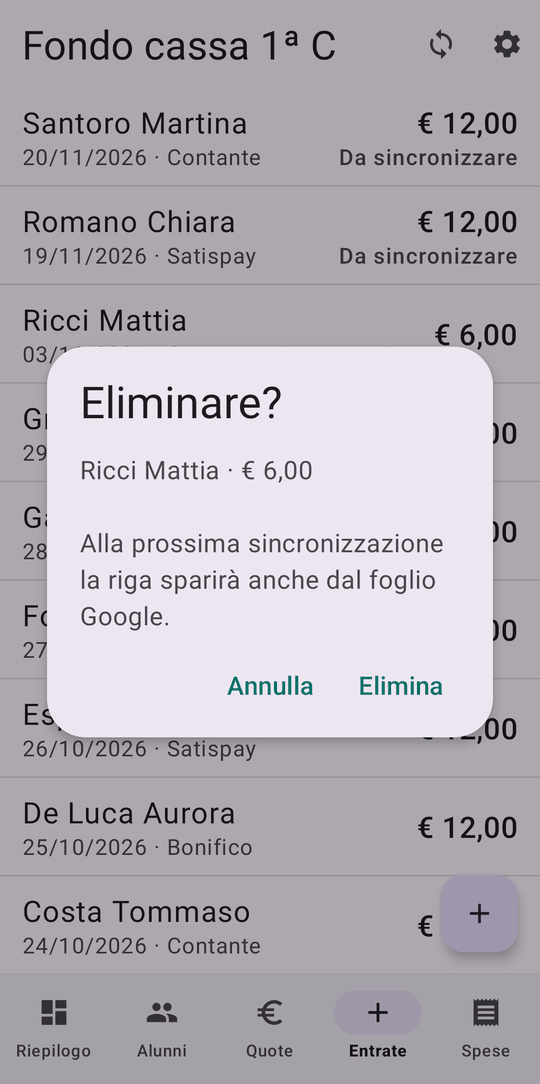 Fondo cassa 1ª C
Santoro Martina € 12,00
20/11/2026 · Contante Da sincronizzare
Romano Chiara € 12,00
19/11/2026 · Satispay Da sincronizzare
Ricci Mattia € 6,00
Eliminare?
Ricci Mattia · € 6,00
Alla prossima sincronizzazione
la riga sparirà anche dal foglio
Google.
Annulla Elimina
26/10/2026 · Satispay
De Luca Aurora € 12,00
25/10/2026 · Bonifico
Costa Tommaso €
24/10/2026 · Contante
+
Riepilogo Alunni Quote Entrate Spese